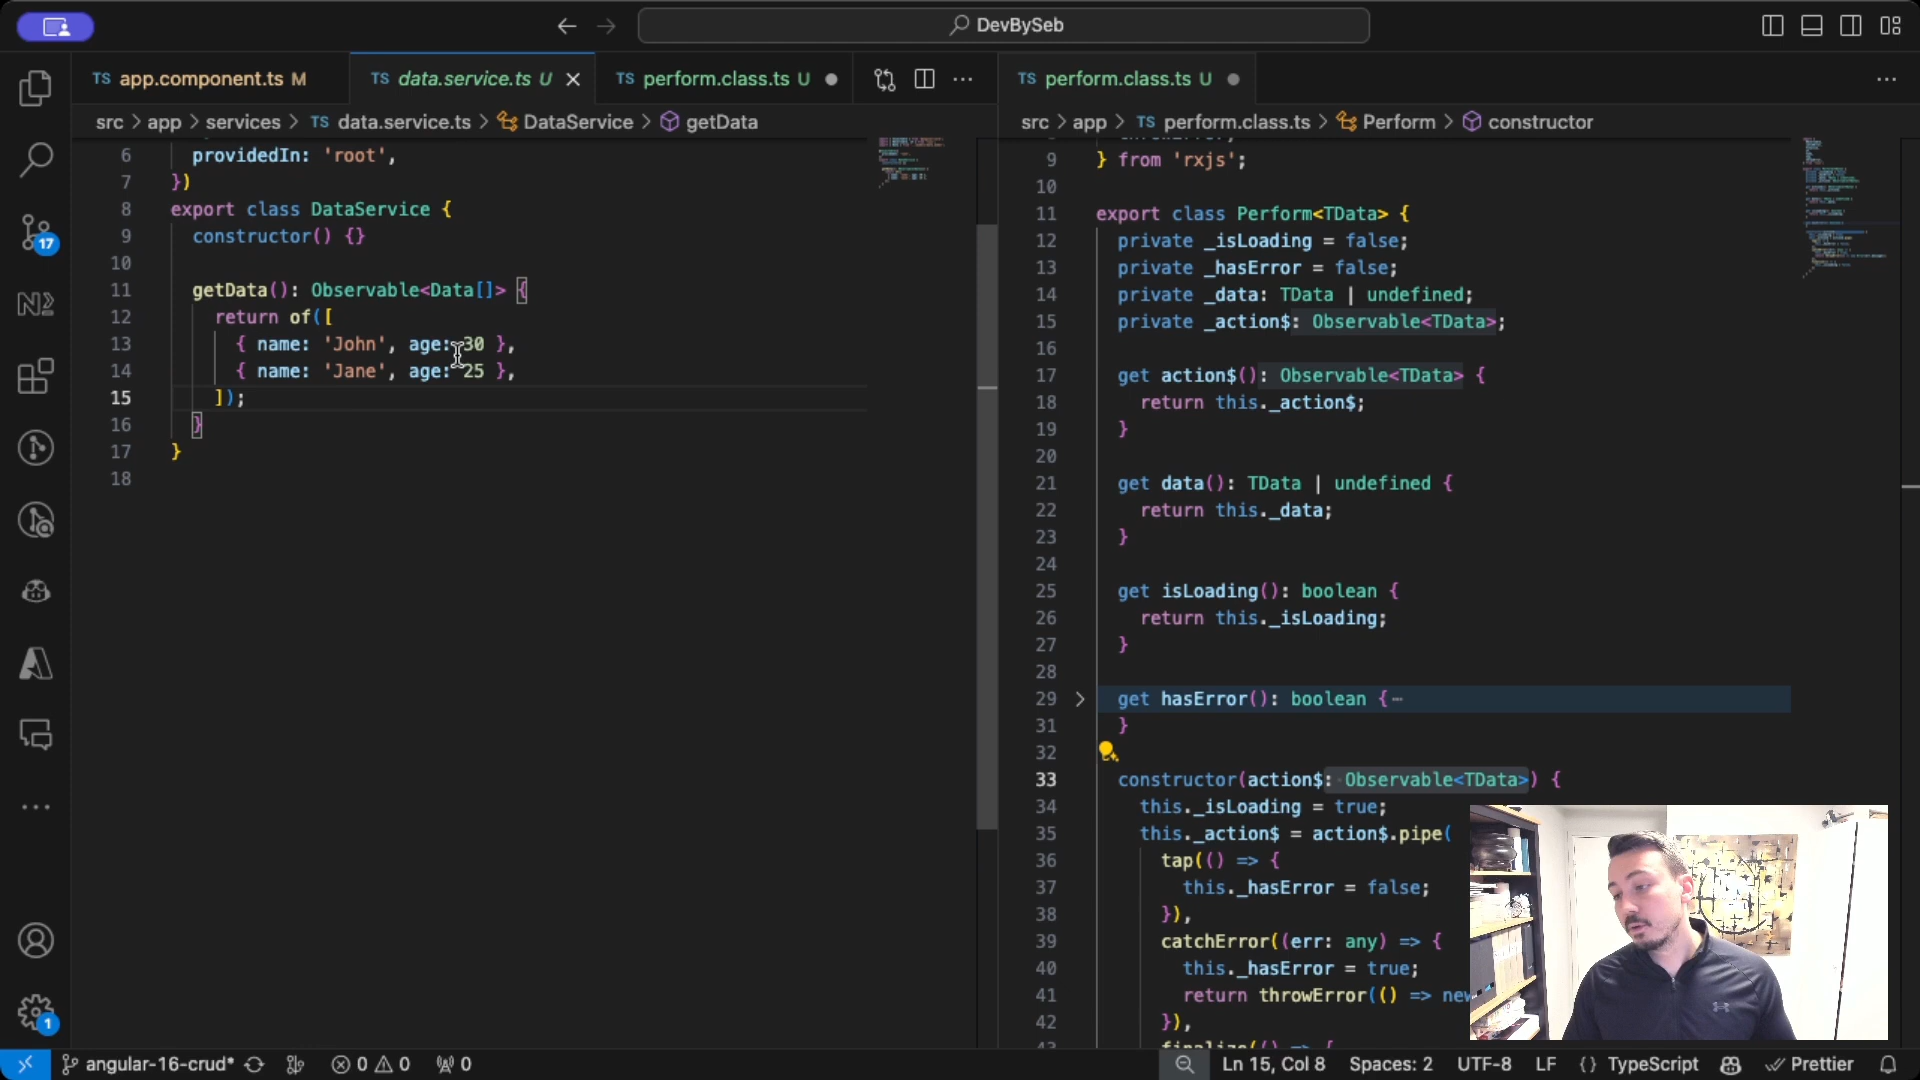 DevBySeb
TS app.component.ts M
TS data.service.ts U
TS perform.class.ts U
TS perform.class.ts U
src > app > services > TS data.service.ts > DataService > getData
src > app > TS perform.class.ts > Perform > constructor
17
1
6 providedIn: 'root',
7 })
8 export class DataService {
9 constructor() {}
10
11 getData(): Observable<Data[]> {
12 return of([
13 { name: 'John', age: 30 },
14 { name: 'Jane', age: 25 },
15 ]);
16 }
17 }
18
9 } from 'rxjs';
10
11 export class Perform<TData> {
12 private _isLoading = false;
13 private _hasError = false;
14 private _data: TData | undefined;
15 private _action$: Observable<TData>;
16
17 get action$(): Observable<TData> {
18 return this._action$;
19 }
20
21 get data(): TData | undefined {
22 return this._data;
23 }
24
25 get isLoading(): boolean {
26 return this._isLoading;
27 }
28
29 get hasError(): boolean {⋯
31 }
32
33 constructor(action$: Observable<TData>) {
34 this._isLoading = true;
35 this._action$ = action$.pipe(
36 tap(() => {
37 this._hasError = false;
38 }),
39 catchError((err: any) => {
40 this._hasError = true;
41 return throwError(() => new
42 }),
43 finalize(() => {
angular-16-crud* 0 0 0
Ln 15, Col 8 Spaces: 2 UTF-8 LF {} TypeScript Prettier